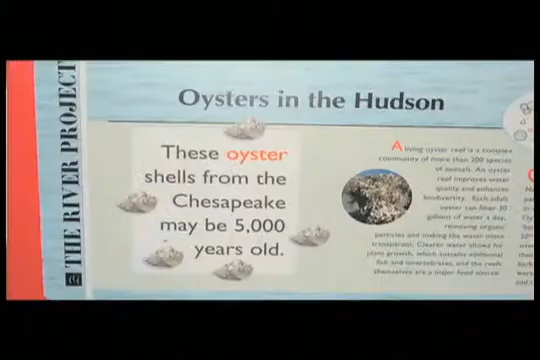 THE RIVER PROJECT
Oysters in the Hudson
These oyster
shells from the
Chesapeake
may be 5,000
years old.
A living oyster reef is a complex
community of more than 200 species
of animals. An oyster
reef improves water
quality and enhances
biodiversity. Each adult
oyster can filter 30
gallons of water a day,
removing organic
particles and making the water more
transparent. Clearer water allows for
plant growth, which sustains additional
fish and invertebrates, and the reefs
themselves are a major food source